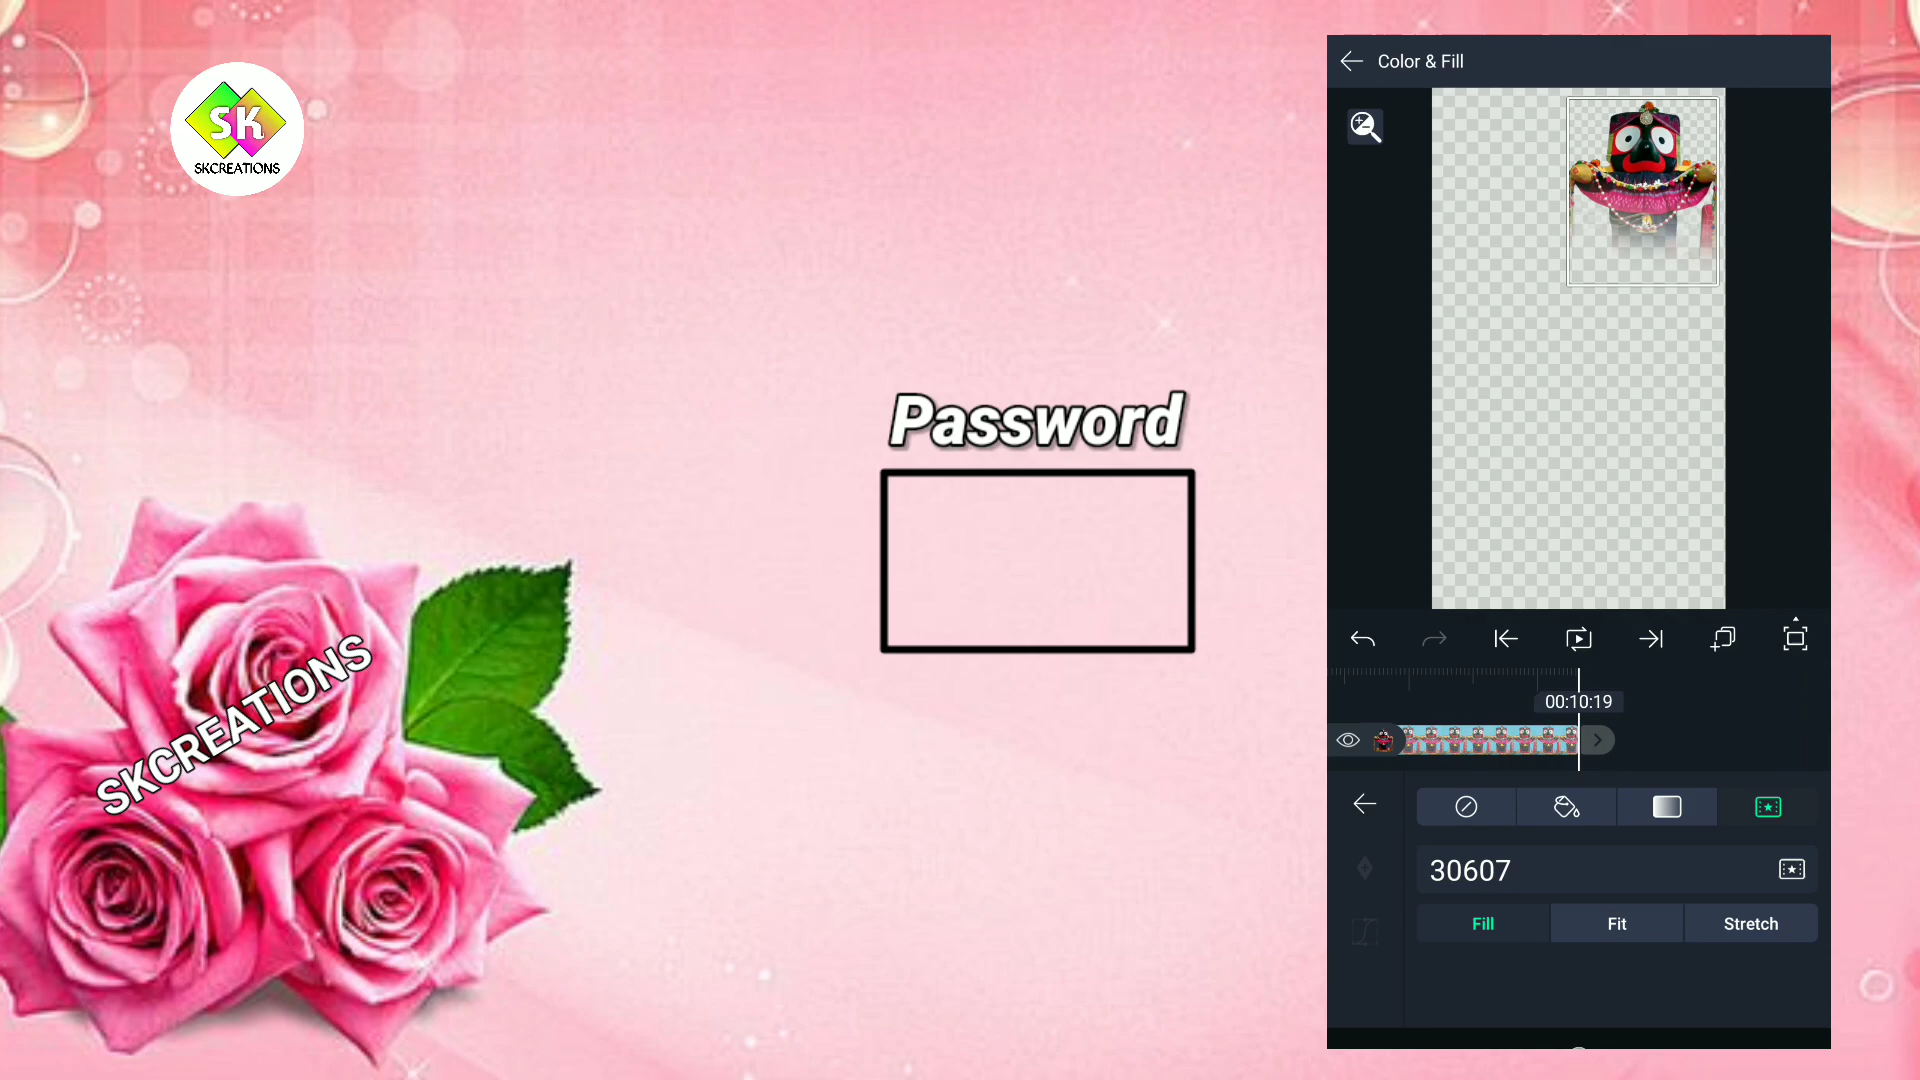 SK
SKCREATIONS
Password
SKCREATIONS
Color & Fill
00:10:19
30607
Fill
Fit
Stretch